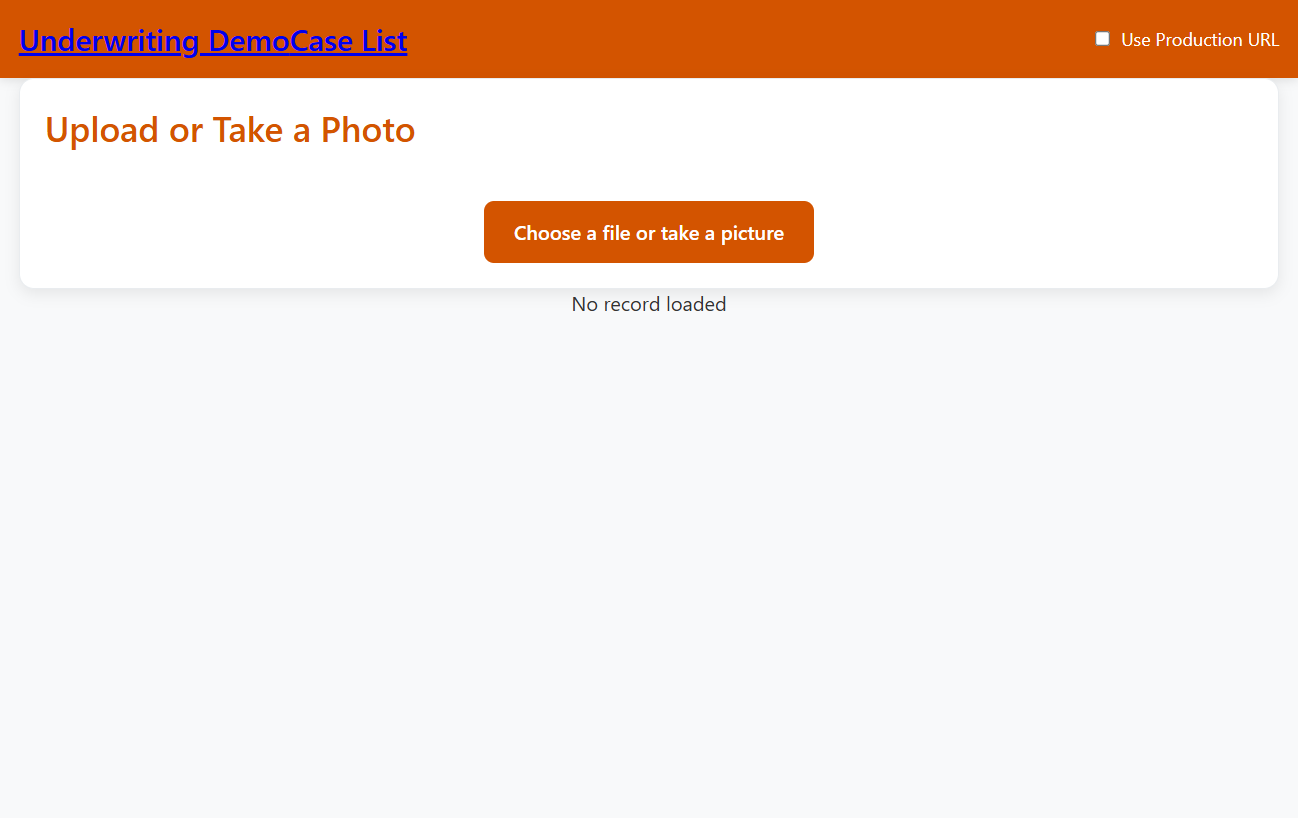 Underwriting DemoCase List
Use Production URL
Upload or Take a Photo
Choose a file or take a picture
No record loaded